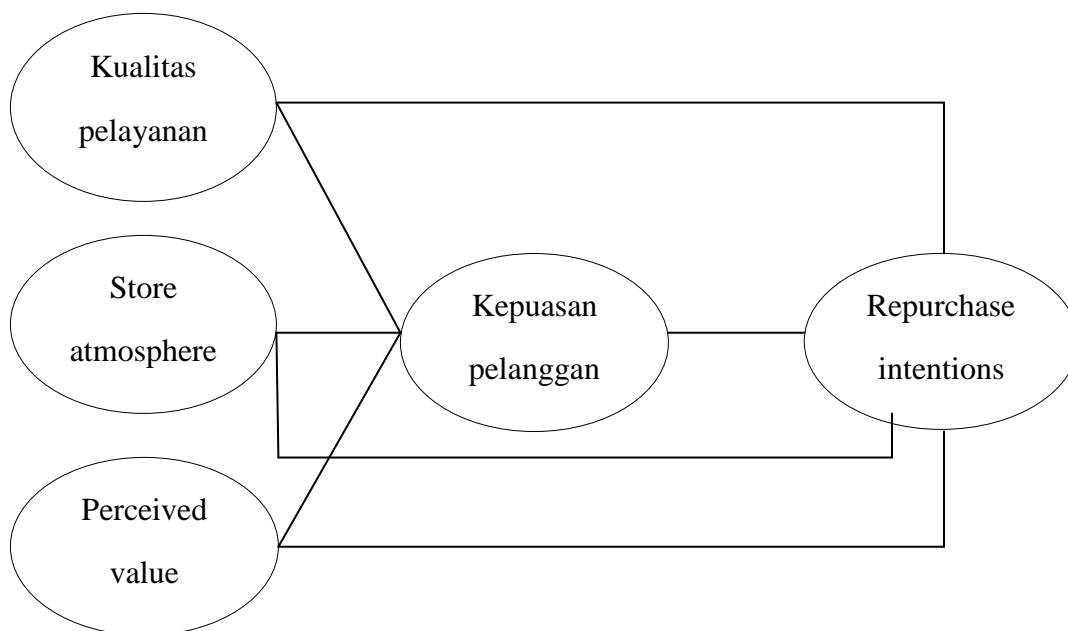 Kualitas
pelayanan
Store
atmosphere
Kepuasan
pelanggan
Repurchase
intentions
Perceived
value